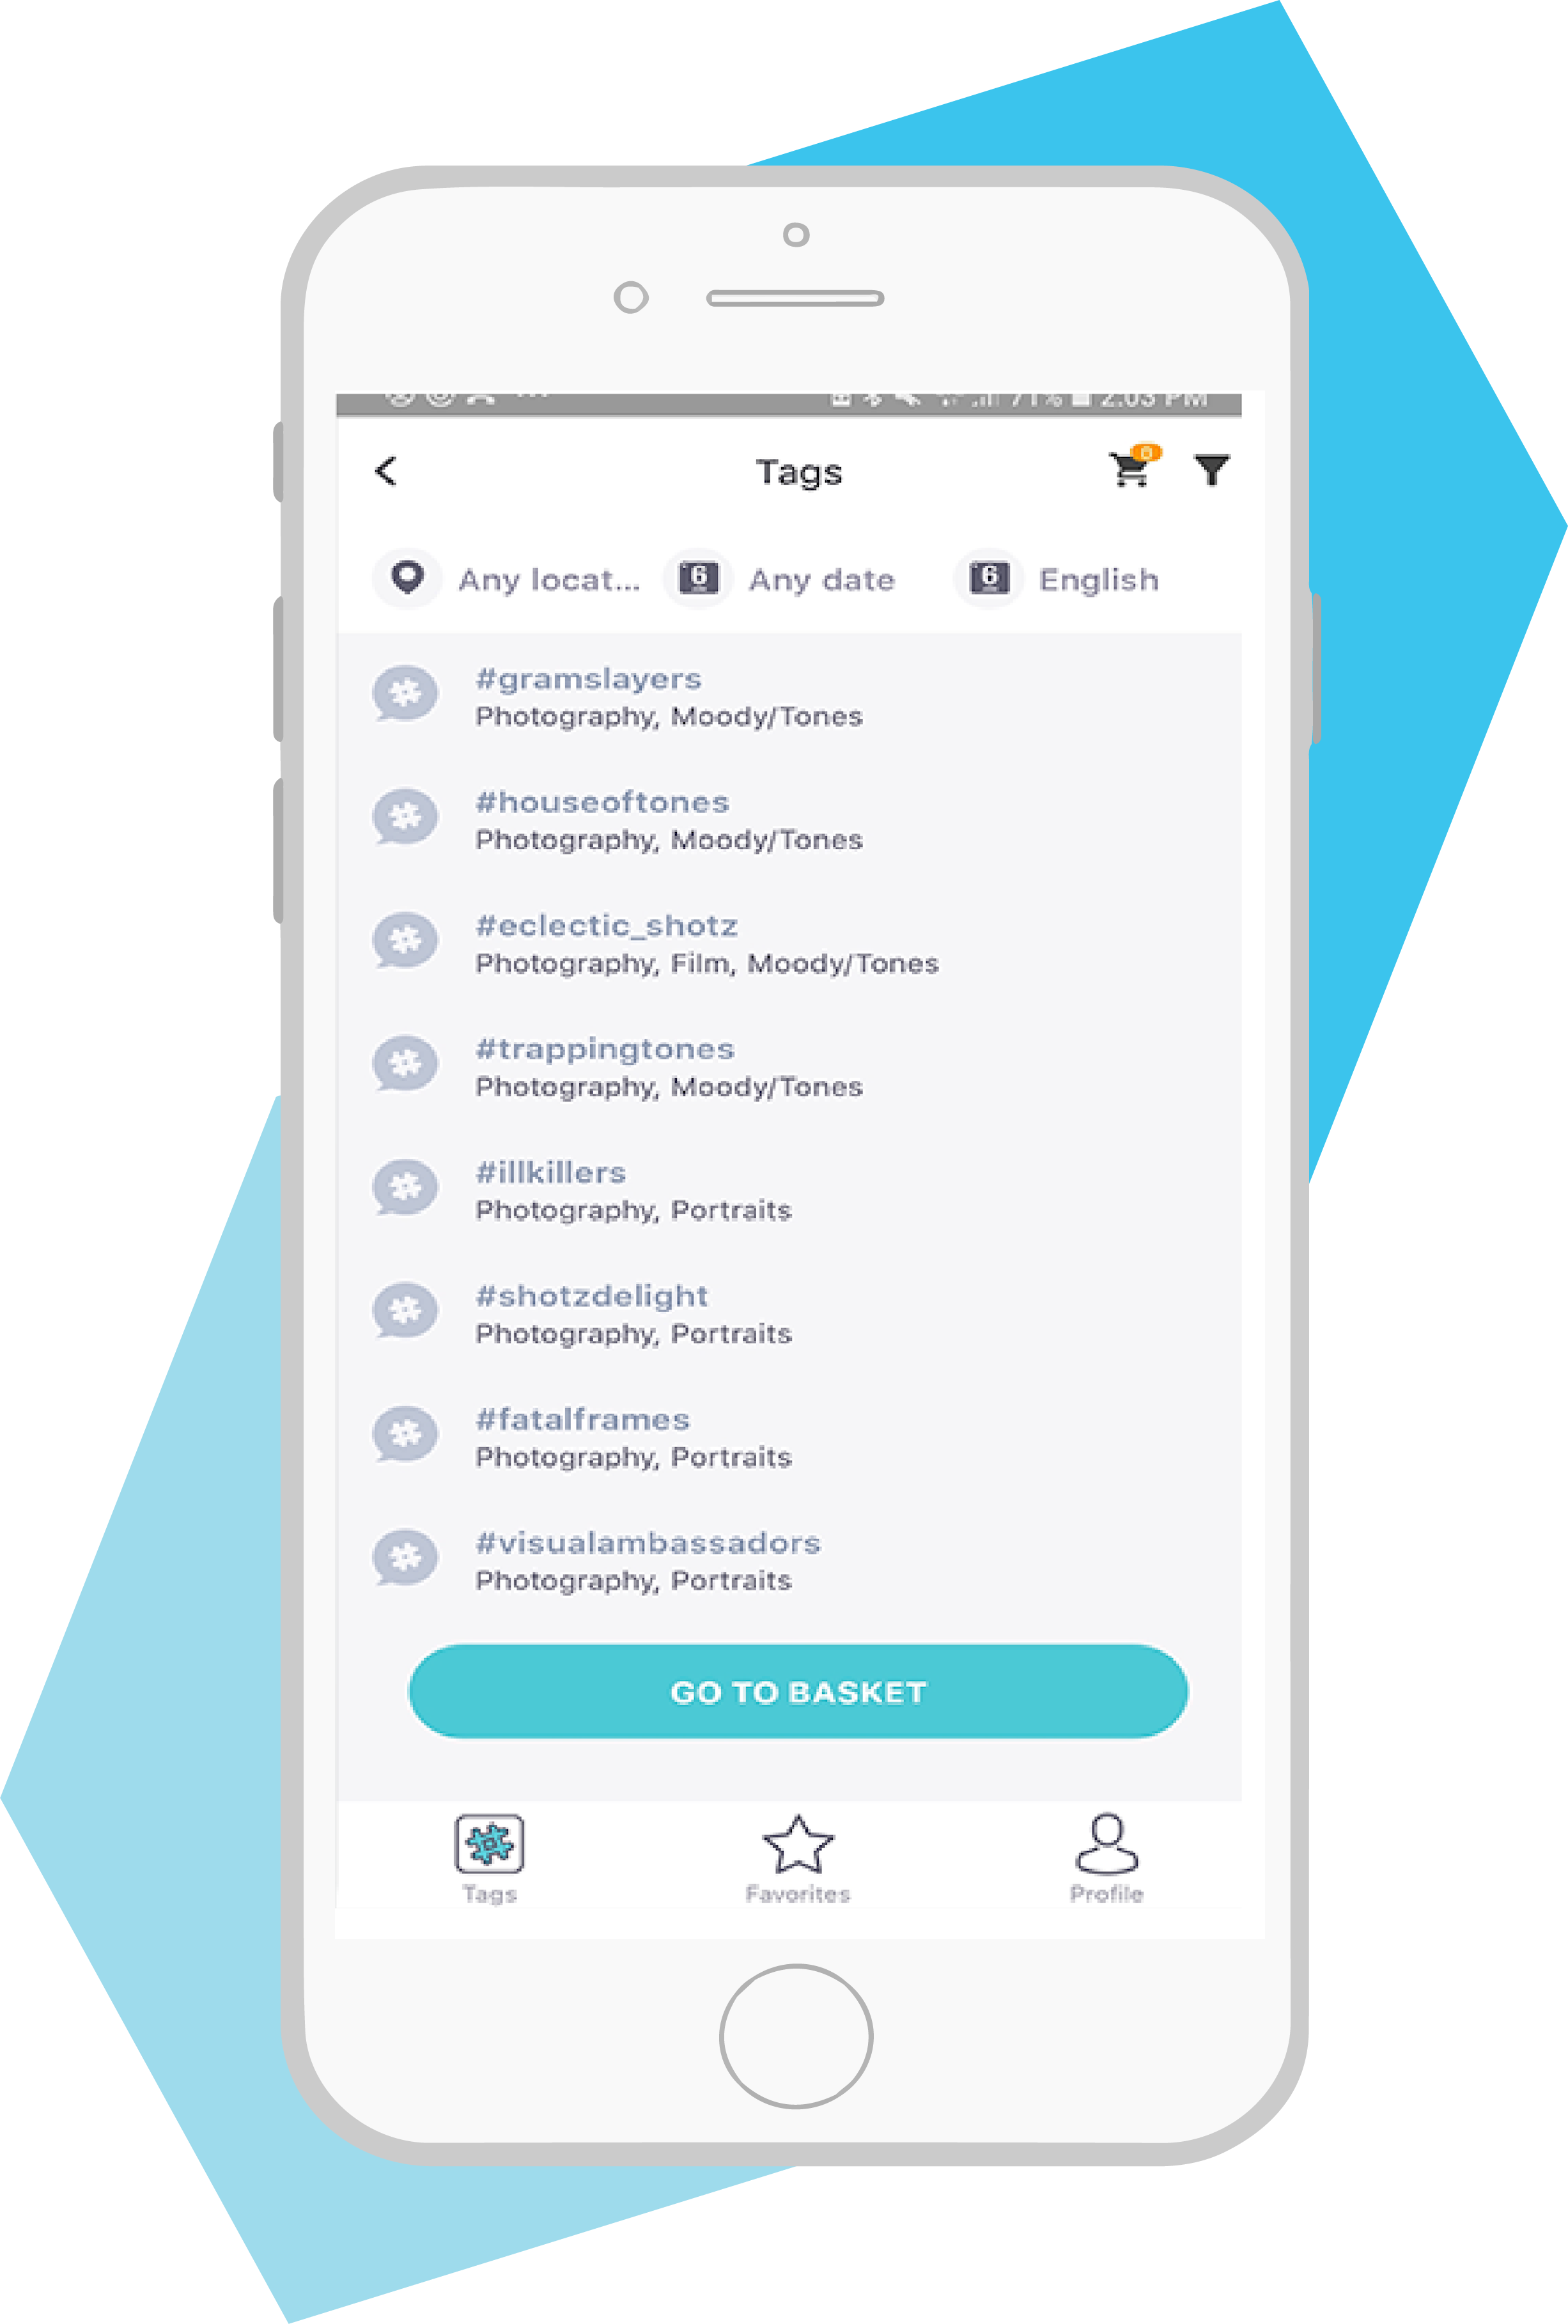 71% 2:03 PM
Tags
0
Any locat... 6 Any date 6 English
#gramslayers
Photography, Moody/Tones
#houseoftones
Photography, Moody/Tones
#eclectic_shotz
Photography, Film, Moody/Tones
#trappingtones
Photography, Moody/Tones
#illkillers
Photography, Portraits
#shotzdelight
Photography, Portraits
#fatalframes
Photography, Portraits
#visualambassadors
Photography, Portraits
GO TO BASKET
Tags Favorites Profile